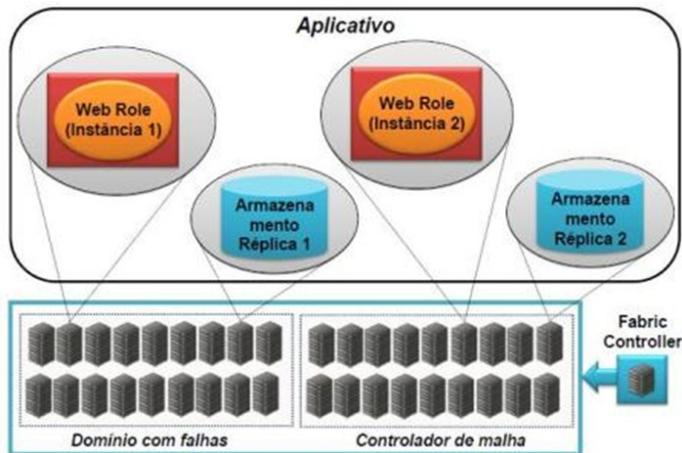 Aplicativo
Web Role
(Instância 1)
Web Role
(Instância 2)
Armazena
mento
Réplica 1
Armazena
mento
Réplica 2
Fabric
Controller
Domínio com falhas
Controlador de malha